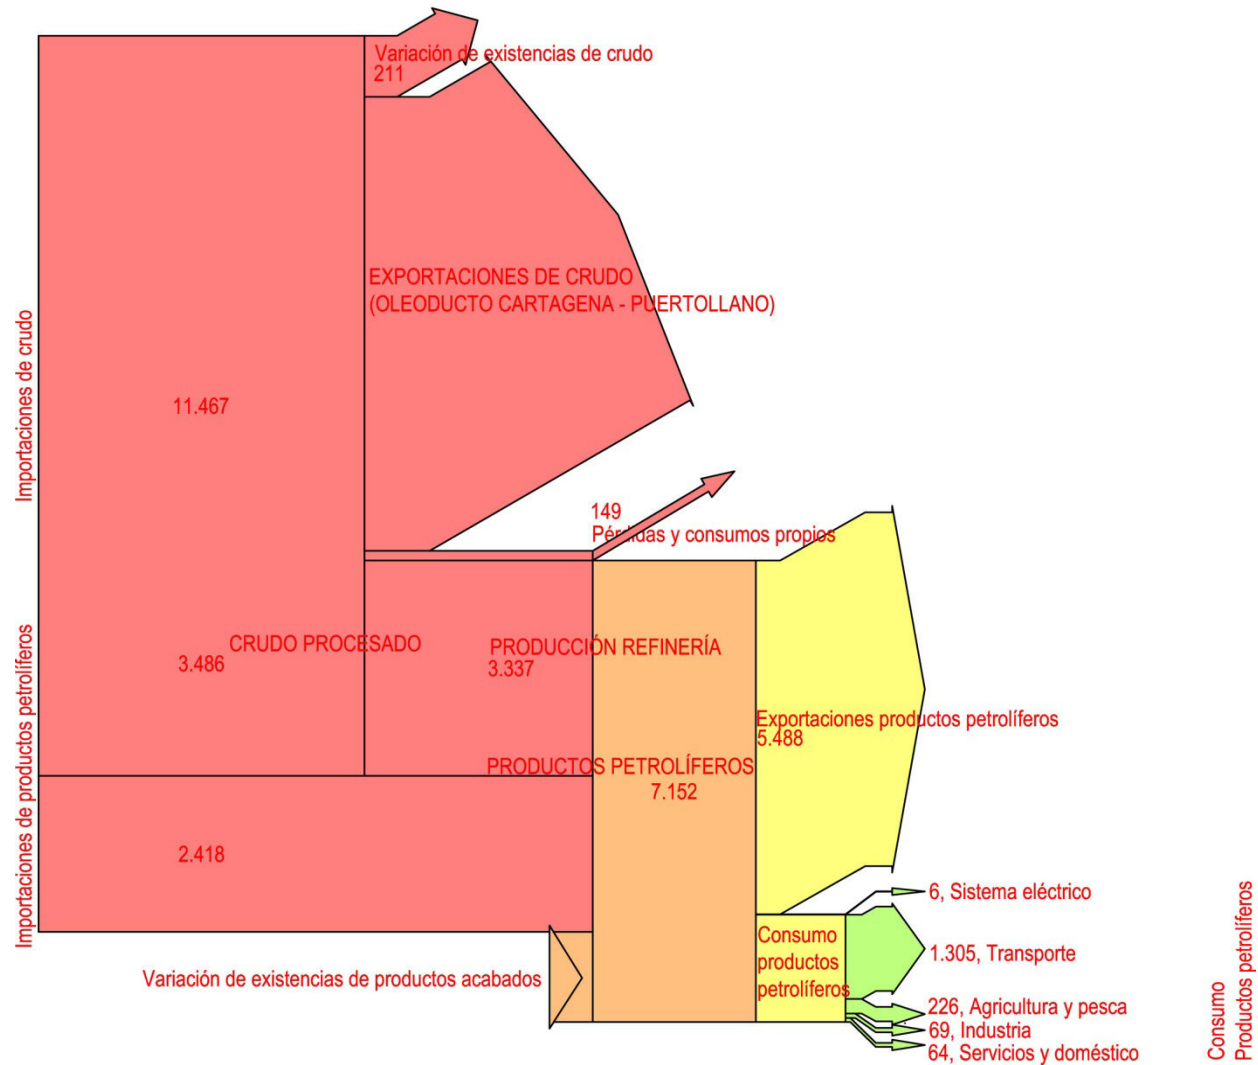 Variación de existencias de crudo
211
EXPORTACIONES DE CRUDO
(OLEODUCTO CARTAGENA - PUERTOLLANO)
Importaciones de crudo
11.467
149
Pérdidas y consumos propios
CRUDO PROCESADO
3.486
PRODUCCIÓN REFINERÍA
3.337
Importaciones de productos petrolíferos
Exportaciones productos petrolíferos
5.488
PRODUCTOS PETROLÍFEROS
7.152
2.418
6, Sistema eléctrico
Consumo
productos
petrolíferos
1.305, Transporte
Variación de existencias de productos acabados
226, Agricultura y pesca
69, Industria
64, Servicios y doméstico
Consumo
Productos petrolíferos